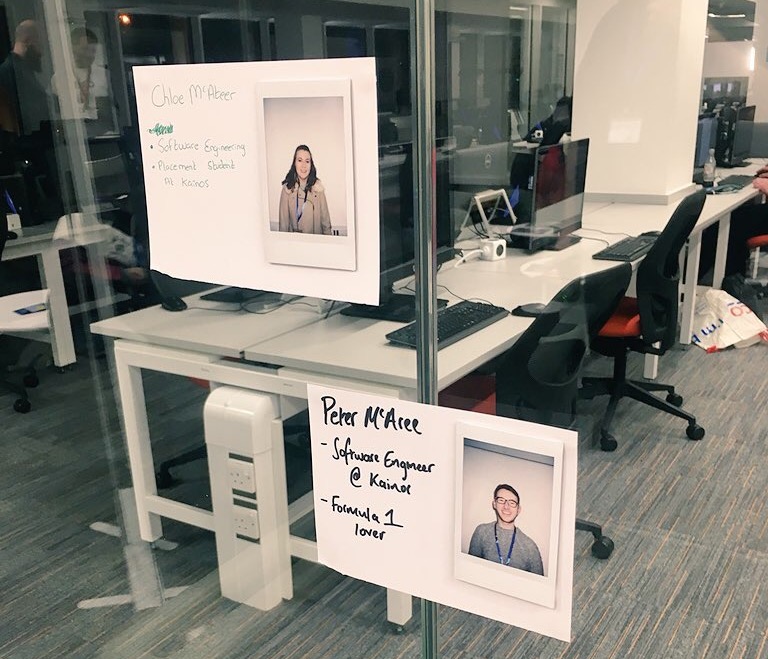 Chloe McAteer
• Software Engineering
• Placement Student
At Kainos
Peter McAree
- Software Engineer
@ Kainos
- Formula 1
lover